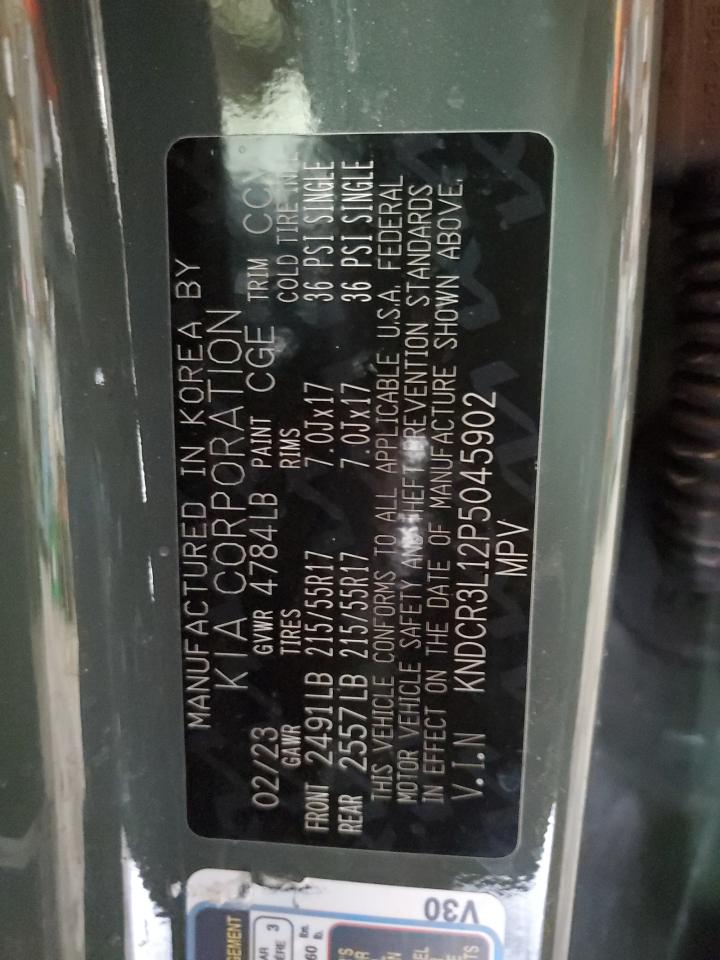 MANUFACTURED IN KOREA BY
KIA CORPORATION
02/23 GVWR 4784LB PAINT CGE TRIM
GAWR TIRES RIMS COLD TIRE
FRONT 2491LB 215/55R17 7.0Jx17 36 PSI SINGLE
REAR 2557LB 215/55R17 7.0Jx17 36 PSI SINGLE
THIS VEHICLE CONFORMS TO ALL APPLICABLE U.S.A. FEDERAL
MOTOR VEHICLE SAFETY AND THEFT PREVENTION STANDARDS
IN EFFECT ON THE DATE OF MANUFACTURE SHOWN ABOVE.
V.I.N KNDCR3L12P5045902
MPV
V30